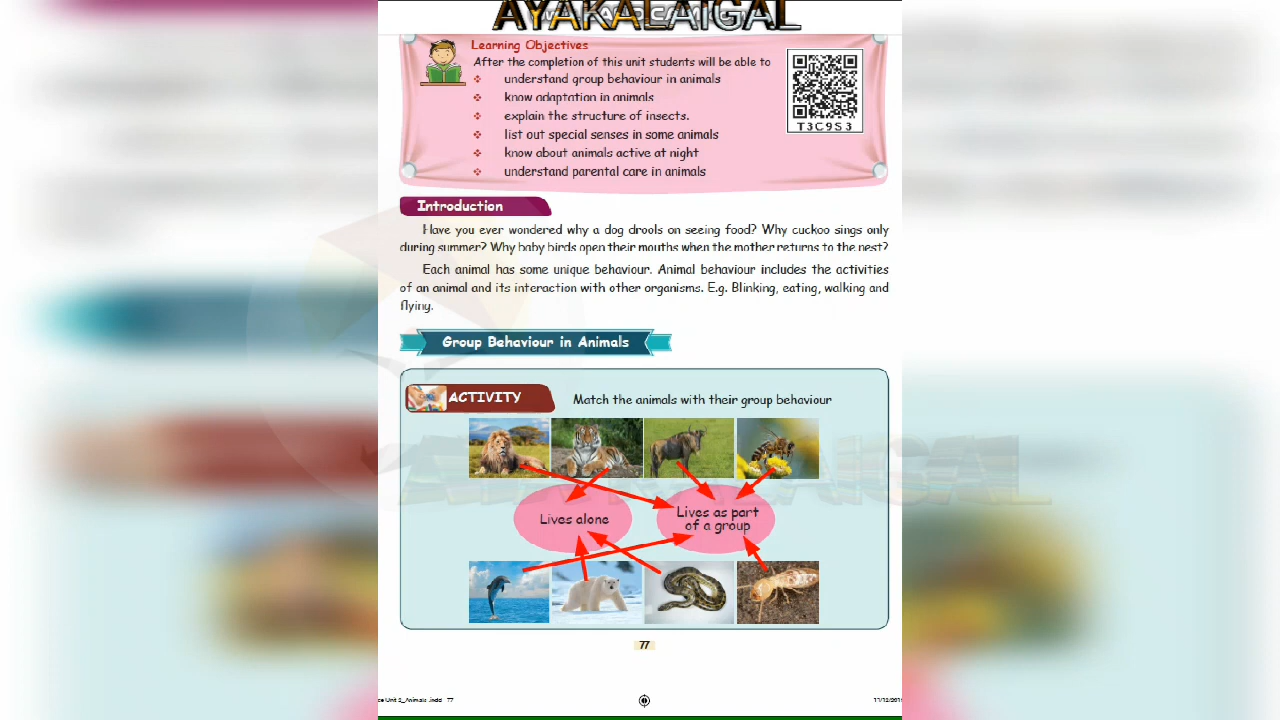 AYAKALAIGAL
Learning Objectives
After the completion of this unit students will be able to
❖ understand group behaviour in animals
❖ know adaptation in animals
❖ explain the structure of insects.
❖ list out special senses in some animals
❖ know about animals active at night
❖ understand parental care in animals
T3C9S3
Introduction
Have you ever wondered why a dog drools on seeing food? Why cuckoo sings only
during summer? Why baby birds open their mouths when the mother returns to the nest?
Each animal has some unique behaviour. Animal behaviour includes the activities
of an animal and its interaction with other organisms. E.g. Blinking, eating, walking and
flying.
Group Behaviour in Animals
ACTIVITY
Match the animals with their group behaviour
Lives alone
Lives as part
of a group
77